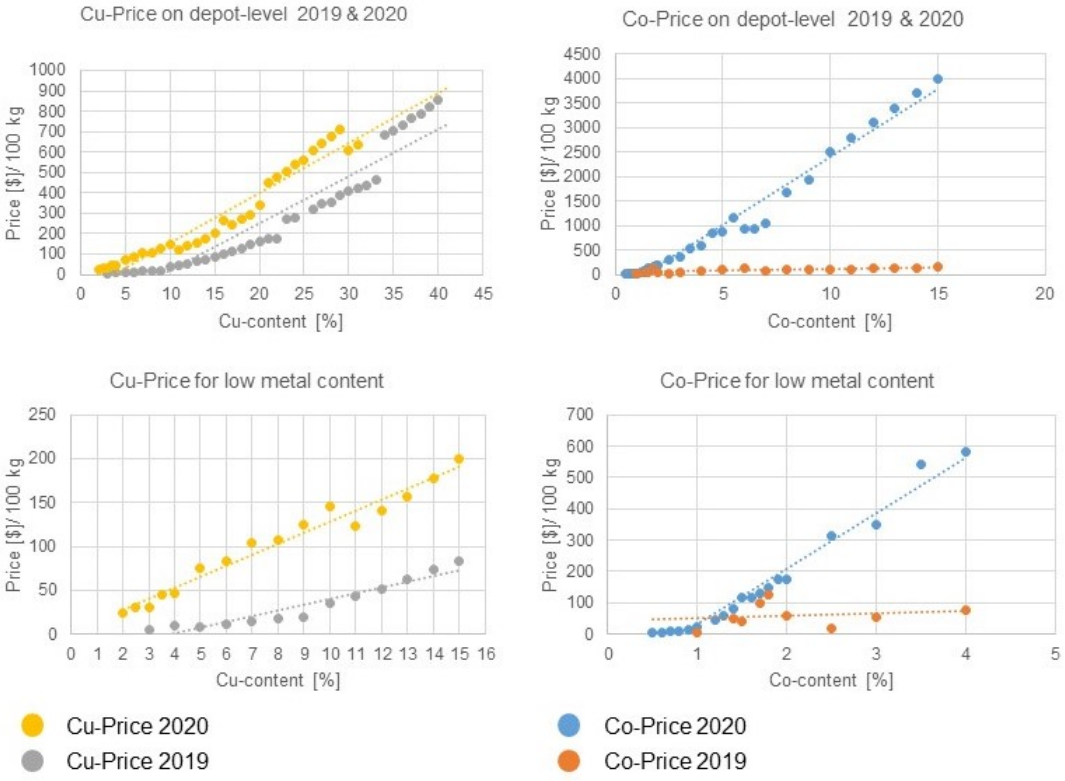 Cu-Price on depot-level 2019 & 2020
Price [$]/ 100 kg
1000
900
800
700
600
500
400
300
200
100
0
0 5 10 15 20 25 30 35 40 45
Cu-content [%]
Co-Price on depot-level 2019 & 2020
Price [$]/ 100 kg
4500
4000
3500
3000
2500
2000
1500
1000
500
0
0 5 10 15 20
Co-content [%]
Cu-Price for low metal content
Price [$]/ 100 kg
250
200
150
100
50
0
0 1 2 3 4 5 6 7 8 9 10 11 12 13 14 15 16
Cu-content [%]
Co-Price for low metal content
Price [$]/ 100 kg
700
600
500
400
300
200
100
0
0 1 2 3 4 5
Co-content [%]
Cu-Price 2020
Cu-Price 2019
Co-Price 2020
Co-Price 2019